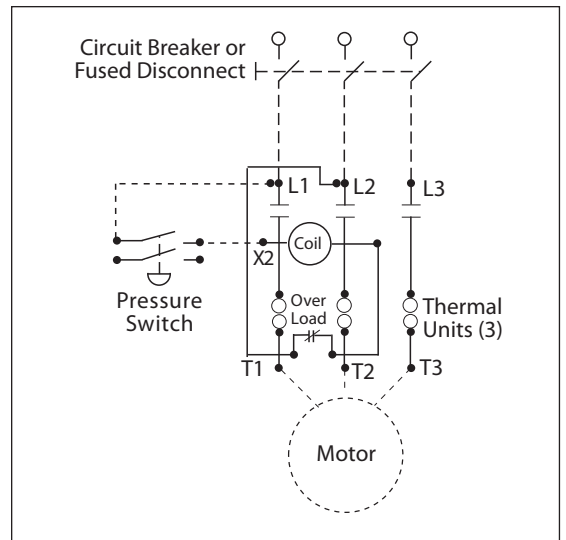 Circuit Breaker or
Fused Disconnect
L1
L2
L3
X2
Coil
Pressure
Switch
Over
Load
Thermal
Units (3)
T1
T2
T3
Motor